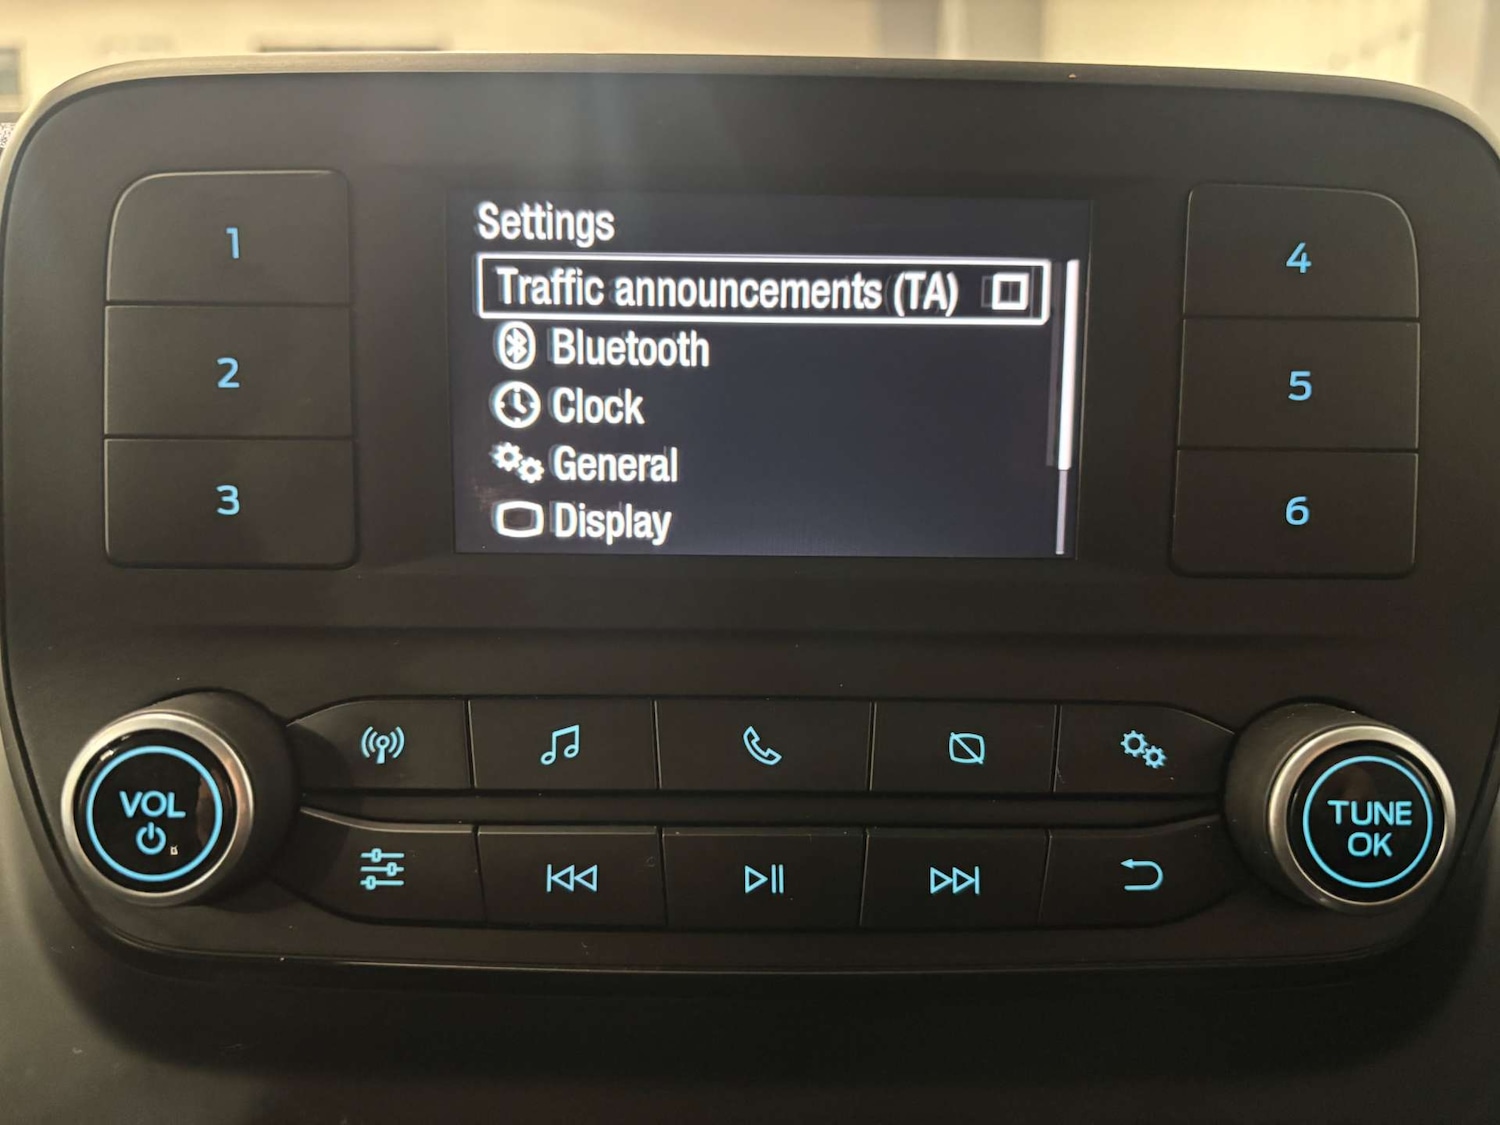 Settings
Traffic announcements (TA)
Bluetooth
Clock
General
Display
1
2
3
4
5
6
VOL
TUNE
OK